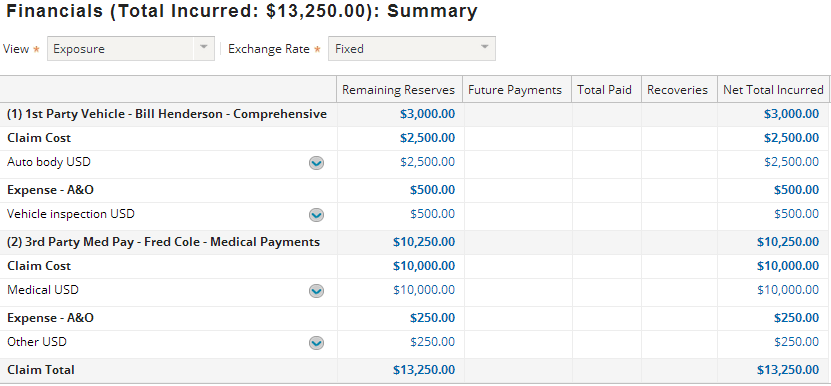 Financials (Total Incurred: $13,250.00): Summary
View * Exposure Exchange Rate * Fixed
Remaining Reserves Future Payments Total Paid Recoveries Net Total Incurred
(1) 1st Party Vehicle - Bill Henderson - Comprehensive $3,000.00 $3,000.00
Claim Cost $2,500.00 $2,500.00
Auto body USD $2,500.00 $2,500.00
Expense - A&O $500.00 $500.00
Vehicle inspection USD $500.00 $500.00
(2) 3rd Party Med Pay - Fred Cole - Medical Payments $10,250.00 $10,250.00
Claim Cost $10,000.00 $10,000.00
Medical USD $10,000.00 $10,000.00
Expense - A&O $250.00 $250.00
Other USD $250.00 $250.00
Claim Total $13,250.00 $13,250.00